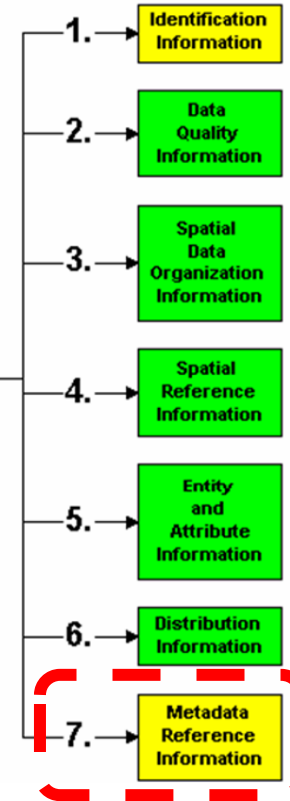 1.
Identification
Information
2.
Data
Quality
Information
3.
Spatial
Data
Organization
Information
4.
Spatial
Reference
Information
5.
Entity
and
Attribute
Information
6.
Distribution
Information
7.
Metadata
Reference
Information